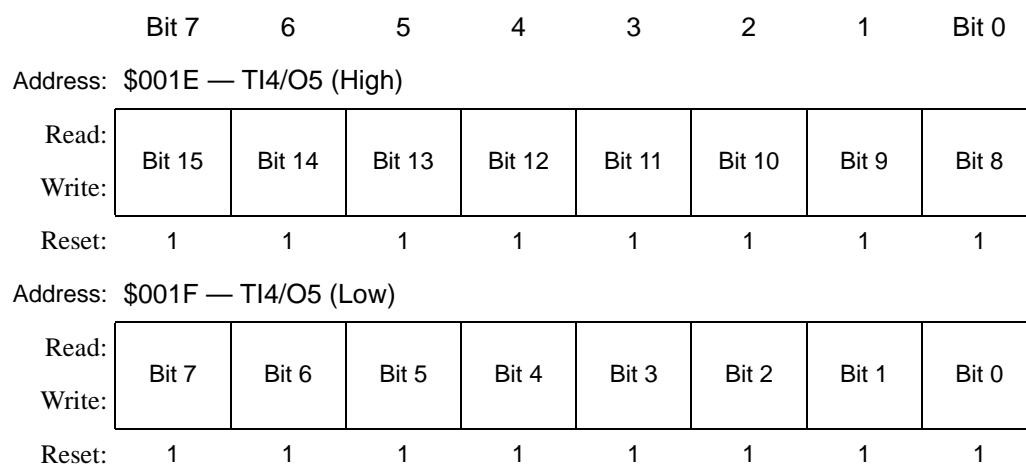 Bit 7 6 5 4 3 2 1 Bit 0
Address: $001E — TI4/O5 (High)
Read:
Bit 15 Bit 14 Bit 13 Bit 12 Bit 11 Bit 10 Bit 9 Bit 8
Write:
Reset: 1 1 1 1 1 1 1 1
Address: $001F — TI4/O5 (Low)
Read:
Bit 7 Bit 6 Bit 5 Bit 4 Bit 3 Bit 2 Bit 1 Bit 0
Write:
Reset: 1 1 1 1 1 1 1 1